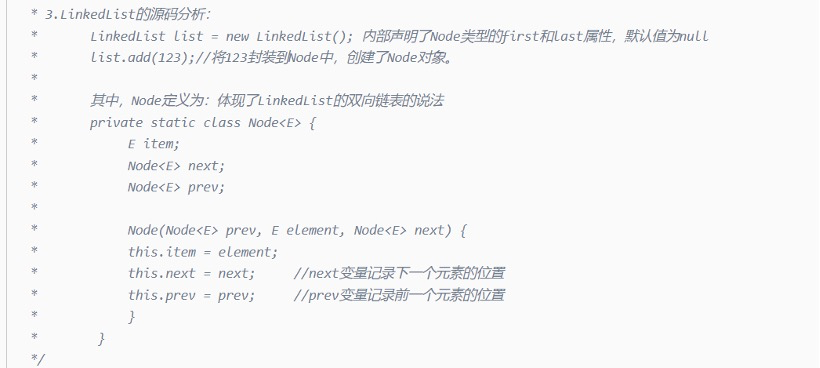 * 3.LinkedList的源码分析：
* LinkedList list = new LinkedList(); 内部声明了Node类型的first和last属性，默认值为null
* list.add(123);//将123封装到Node中，创建了Node对象。
*
* 其中，Node定义为：体现了LinkedList的双向链表的说法
* private static class Node<E> {
* E item;
* Node<E> next;
* Node<E> prev;
*
* Node(Node<E> prev, E element, Node<E> next) {
* this.item = element;
* this.next = next; //next变量记录下一个元素的位置
* this.prev = prev; //prev变量记录前一个元素的位置
* }
* }
*/